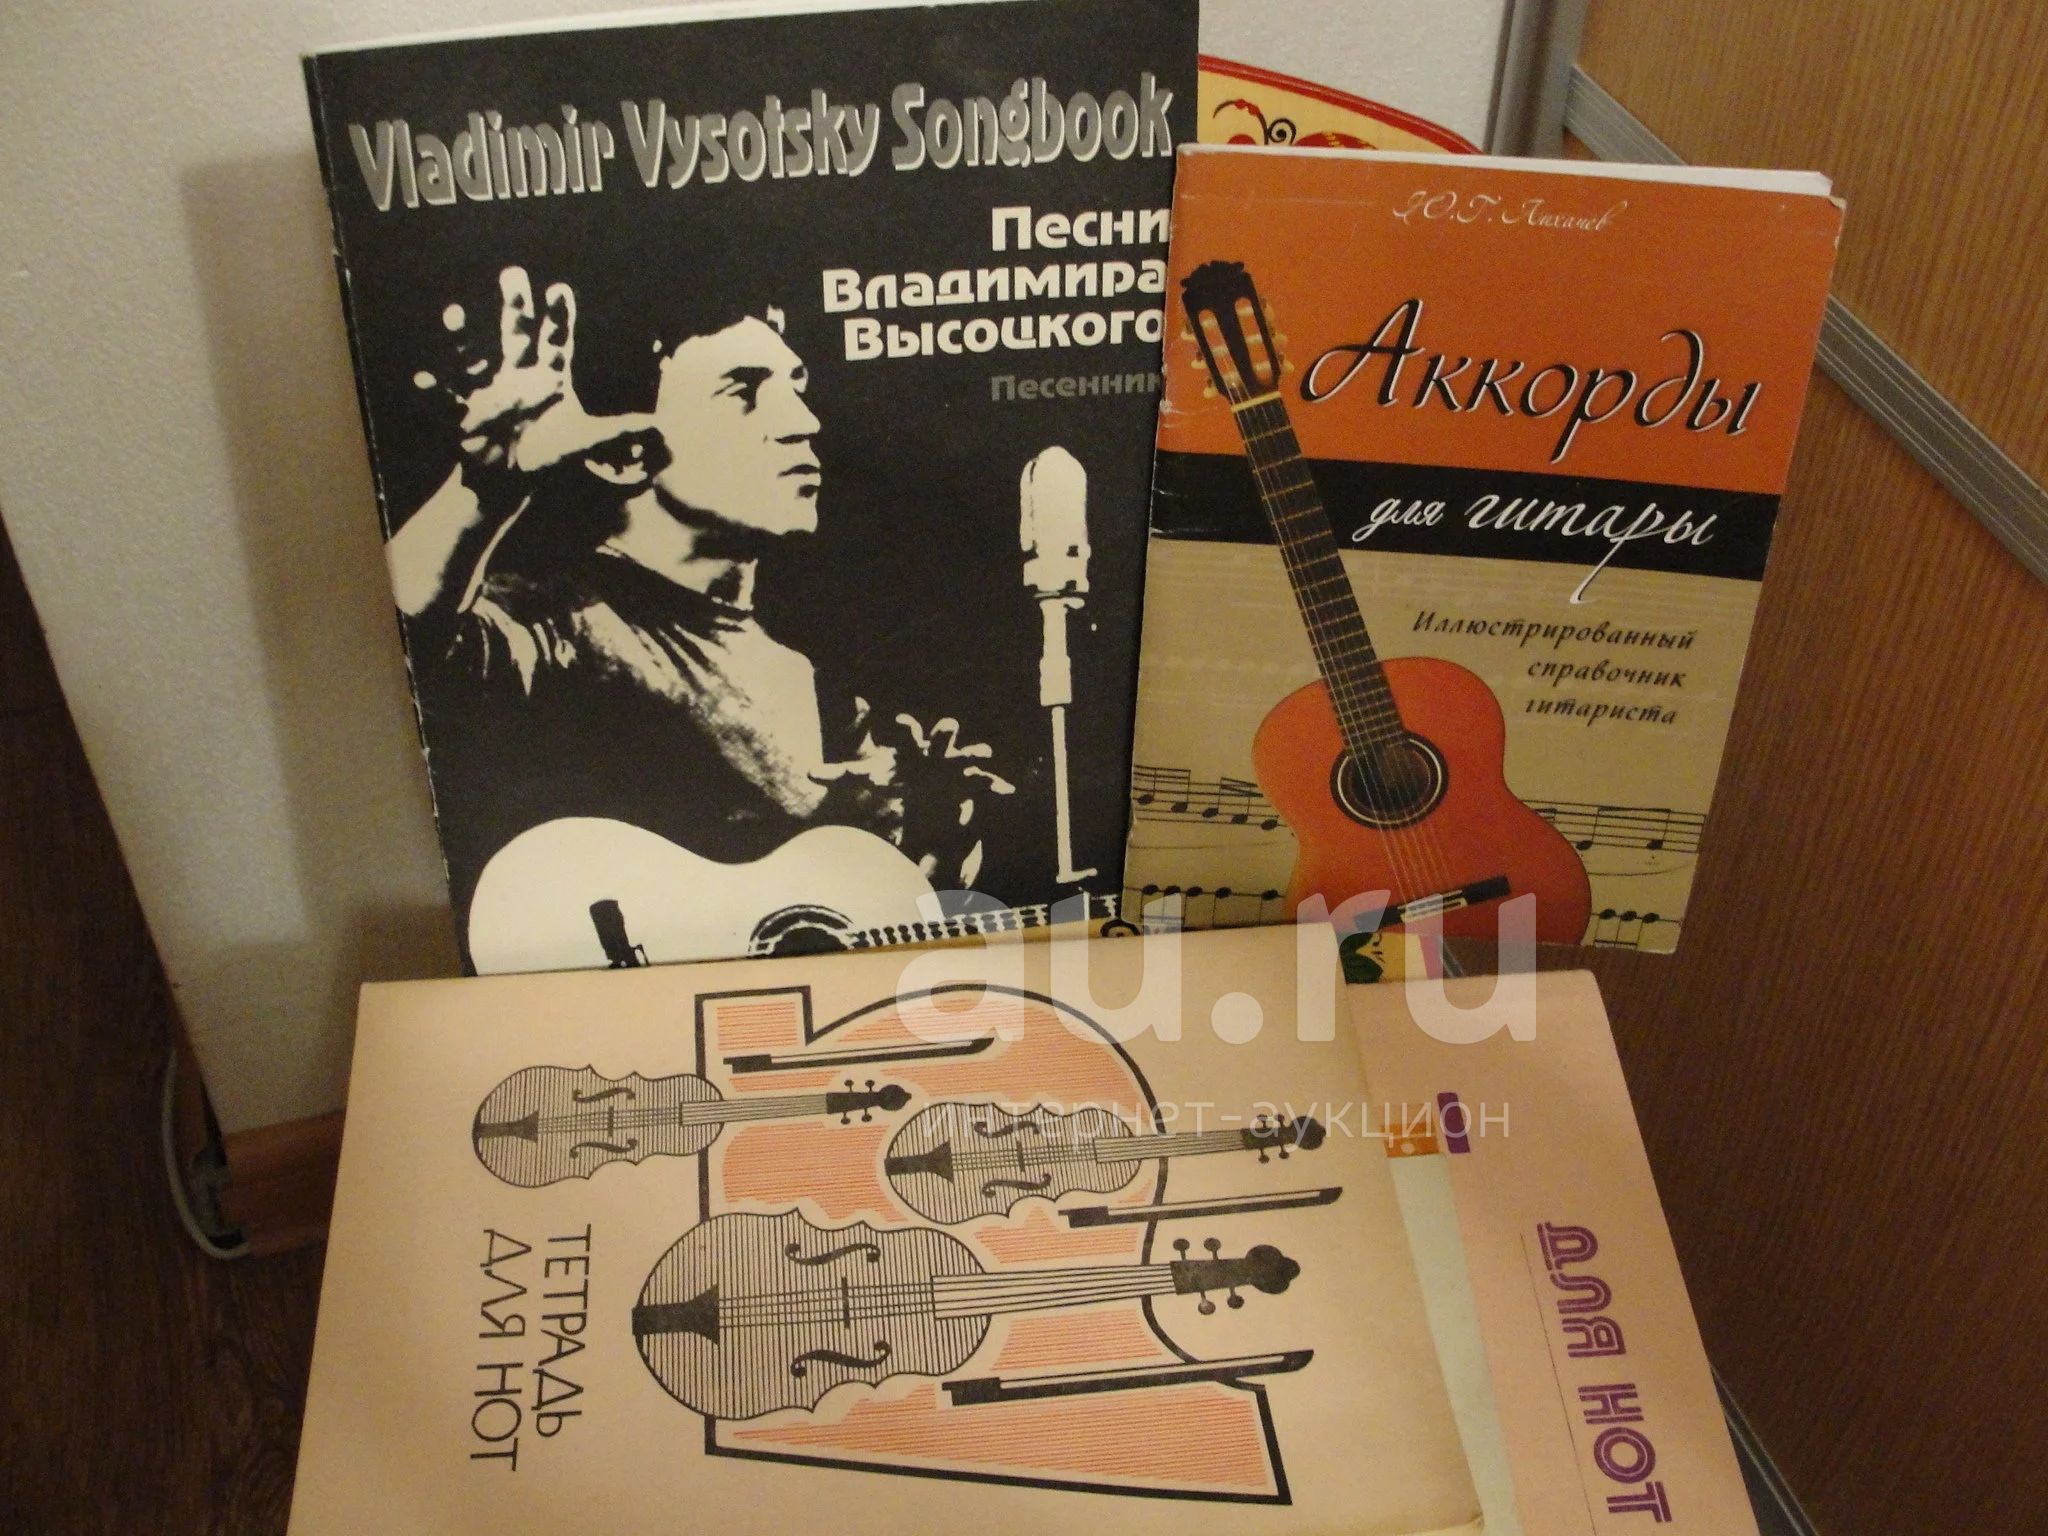 Vladimir Vysotsky Songbook
Песни
Владимира
Высоцкого
Песенник
Ю.Г. Лихачев
Аккорды
для гитары
Иллюстрированный
справочник
гитариста
au.ru
интернет-аукцион
ТЕТРАДЬ
ДЛЯ НОТ
ДЛЯ НОТ